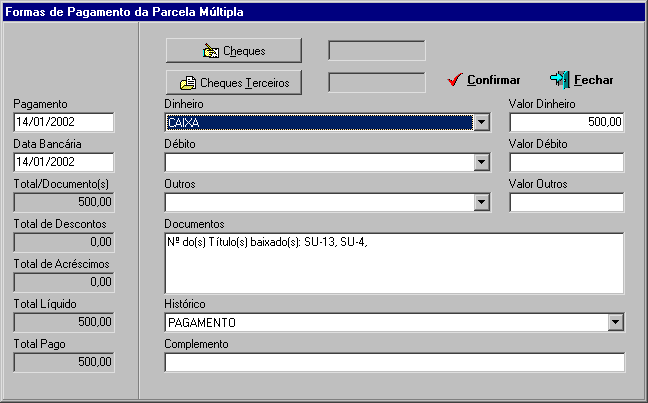 Formas de Pagamento da Parcela Múltipla
Cheques
Cheques Terceiros
Confirmar
Fechar
Pagamento
14/01/2002
Dinheiro
CAIXA
Valor Dinheiro
500,00
Data Bancária
14/01/2002
Débito
Valor Débito
Total/Documento(s)
500,00
Outros
Valor Outros
Total de Descontos
0,00
Documentos
Nº do(s) Título(s) baixado(s): SU-13, SU-4,
Total de Acréscimos
0,00
Total Líquido
500,00
Histórico
PAGAMENTO
Total Pago
500,00
Complemento